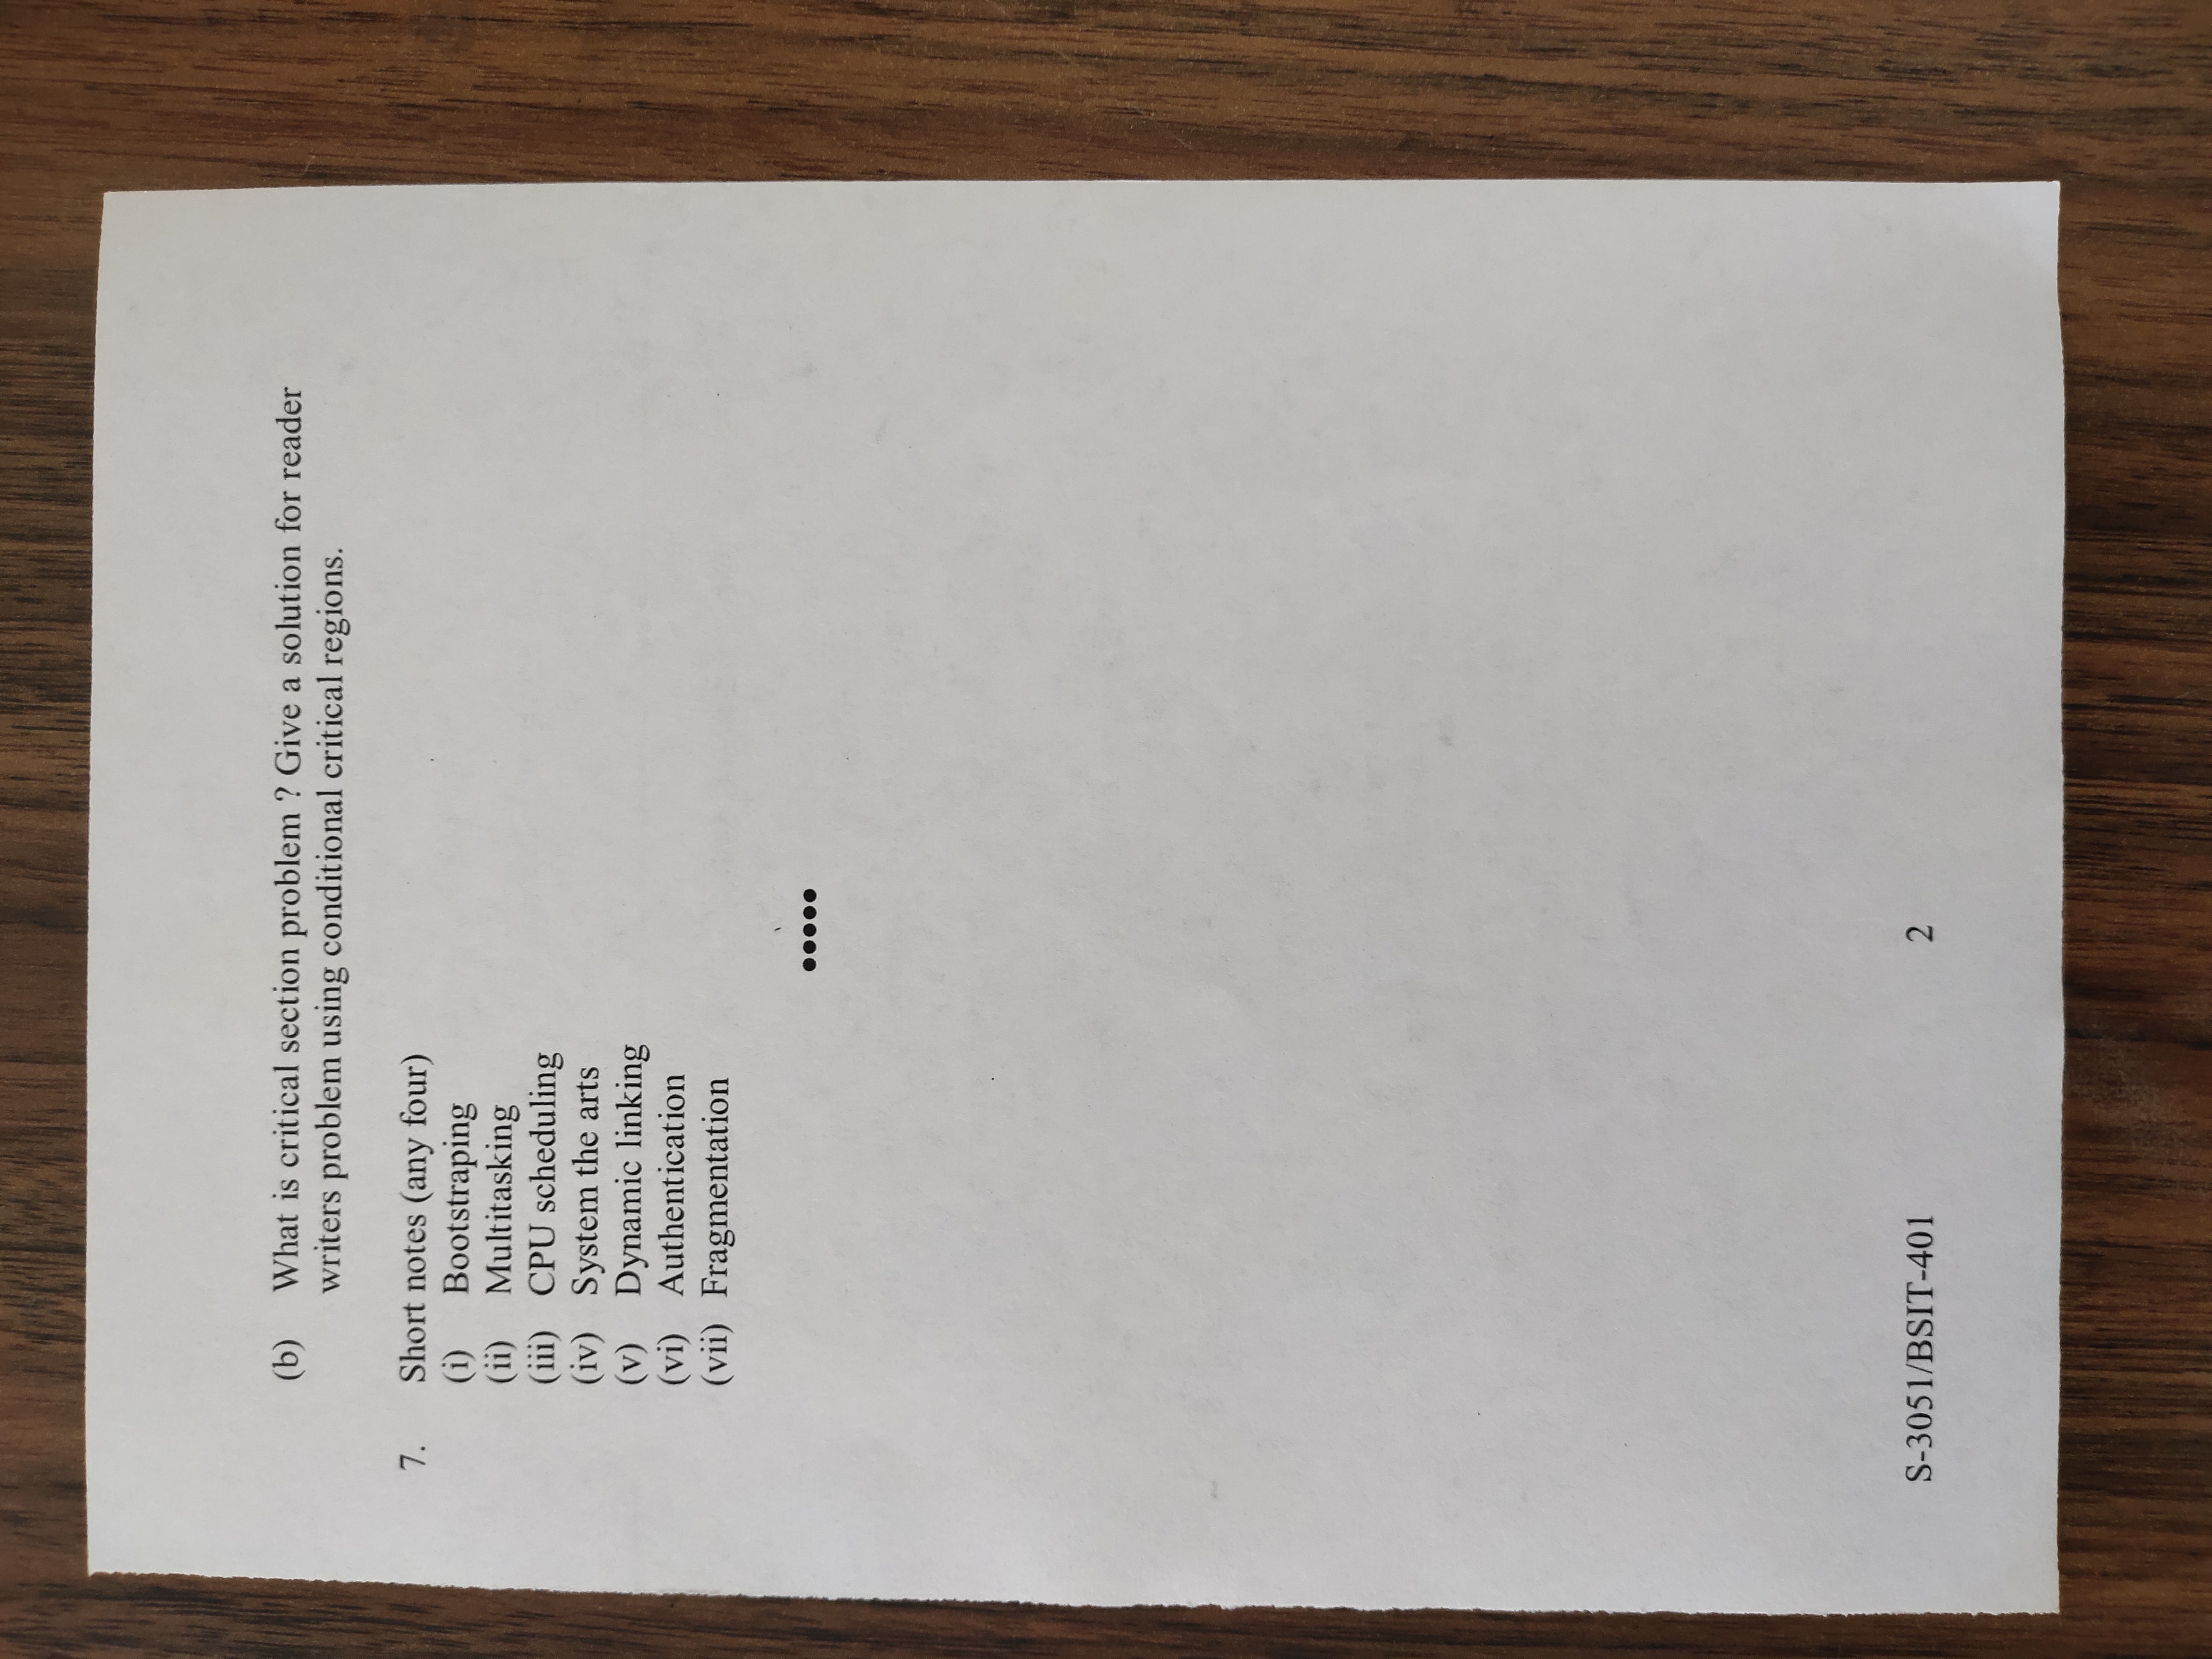 (b) What is critical section problem ? Give a solution for reader
writers problem using conditional critical regions.
7. Short notes (any four)
(i) Bootstraping
(ii) Multitasking
(iii) CPU scheduling
(iv) System the arts
(v) Dynamic linking
(vi) Authentication
(vii) Fragmentation
●●●●●
S-3051/BSIT-401 2